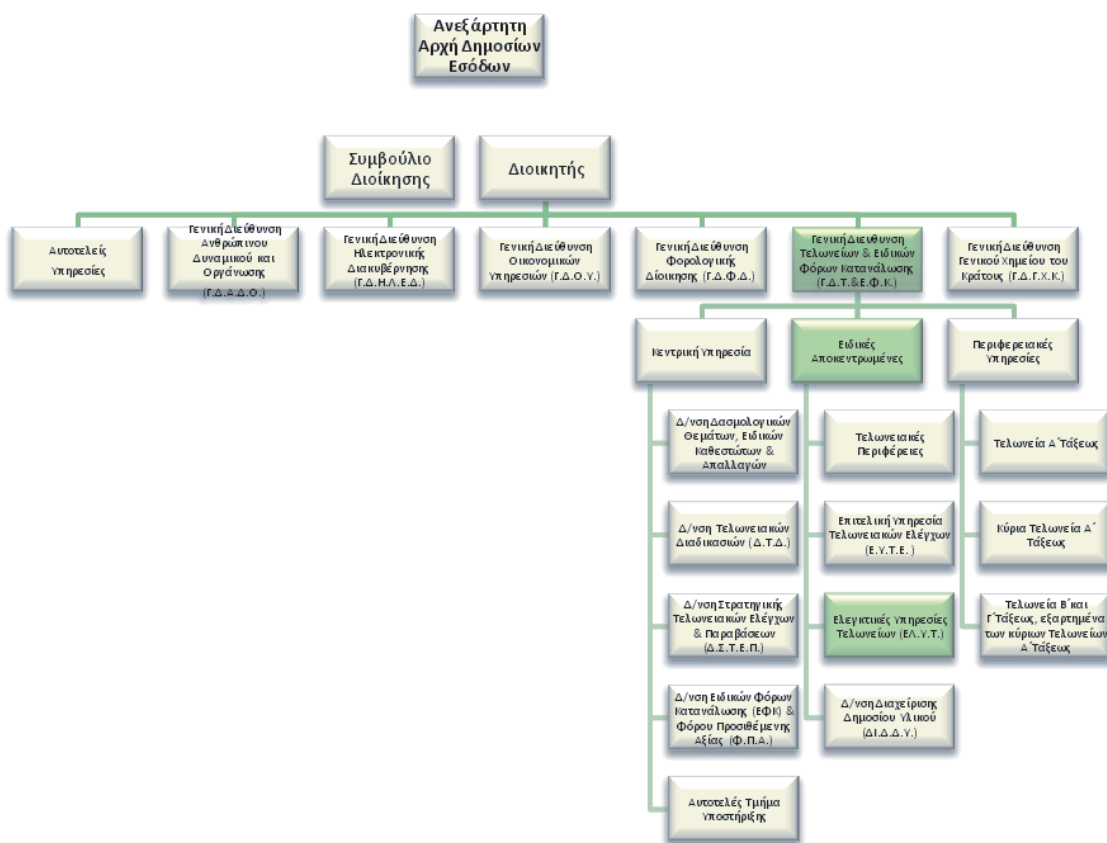 Ανεξάρτητη
Αρχή Δημοσίων
Εσόδων
Συμβούλιο
Διοίκησης
Διοικητής
Αυτοτελείς
Υπηρεσίες
Γενική Διεύθυνση
Ανθρώπινου
Δυναμικού και
Οργάνωσης
(Γ.Δ.Α.Δ.Ο.)
Γενική Διεύθυνση
Ηλεκτρονικής
Διακυβέρνησης
(Γ.Δ.Η.Λ.Ε.Δ.)
Γενική Διεύθυνση
Οικονομικών
Υπηρεσιών (Γ.Δ.Ο.Υ.)
Γενική Διεύθυνση
Φορολογικής
Δίοικησης (Γ.Δ.Φ.Δ.)
Γενική Διεύθυνση
Τελωνείων & Ειδικών
Φόρων Κατανάλωσης
(Γ.Δ.Τ.&Ε.Φ.Κ.)
Γενική Διεύθυνση
Γενικού Χημείου του
Κράτους (Γ.Δ.Γ.Χ.Κ.)
Κεντρική Υπηρεσία
Ειδικές
Αποκεντρωμένες
Περιφερειακές
Υπηρεσίες
Δ/νση Δασμολογικών
Θεμάτων, Ειδικών
Καθεστώτων &
Απαλλαγών
Δ/νση Τελωνειακών
Διαδικασιών (Δ.Τ.Δ.)
Δ/νση Στρατηγικής
Τελωνειακών Ελέγχων
& Παραβάσεων
(Δ.Σ.Τ.Ε.Π.)
Δ/νση Ειδικών Φόρων
Κατανάλωσης (ΕΦΚ) &
Φόρου Προσιθέμενης
Αξίας (Φ.Π.Α.)
Αυτοτελές Τμήμα
Υποστήριξης
Τελωνειακές
Περιφέρειες
Επιτελική Υπηρεσία
Τελωνειακών Ελέγχων
(Ε.Υ.Τ.Ε. )
Ελεγκτικές Υπηρεσίες
Τελωνείων (ΕΛ.Υ.Τ.)
Δ/νση Διαχείρισης
Δημοσίου Υλικού
(ΔΙ.Δ.Δ.Υ.)
Τελωνεία Α΄Τάξεως
Κύρια Τελωνεία Α΄
Τάξεως
Τελωνεία Β΄και
Γ΄Τάξεως, εξαρτημένα
των κύριων Τελωνείων
Α΄Τάξεως